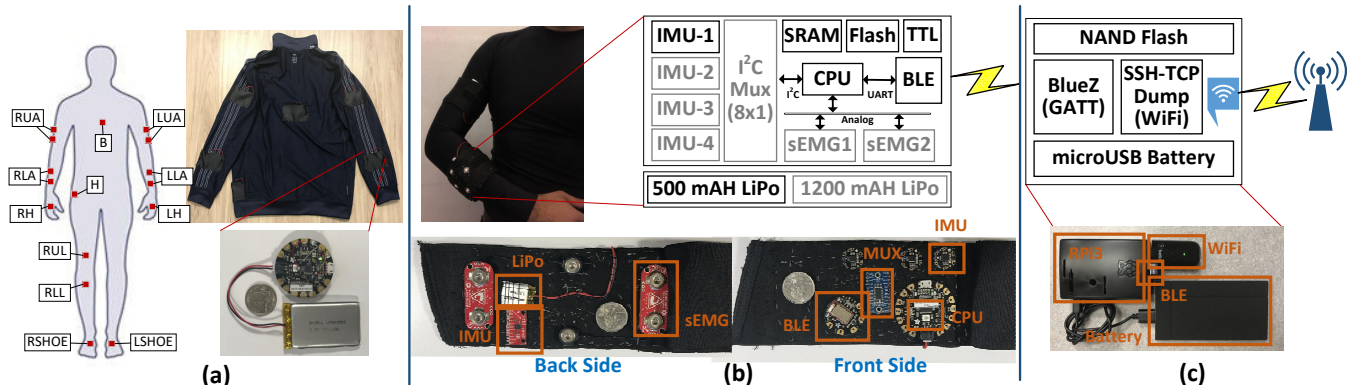 RUA
LUA
B
RLA
H
LLA
RH
LH
RUL
RLL
RSHOE
LSHOE
(a)
IMU-1
IMU-2
IMU-3
IMU-4
I²C
Mux
(8x1)
SRAM
Flash
TTL
CPU
BLE
I²C
UART
Analog
sEMG1
sEMG2
500 mAH LiPo
1200 mAH LiPo
LiPo
IMU
sEMG
Back Side
(b)
MUX
IMU
BLE
CPU
Front Side
NAND Flash
BlueZ
(GATT)
SSH-TCP
Dump
(WiFi)
microUSB Battery
RPI3
WiFi
BLE
Battery
(c)